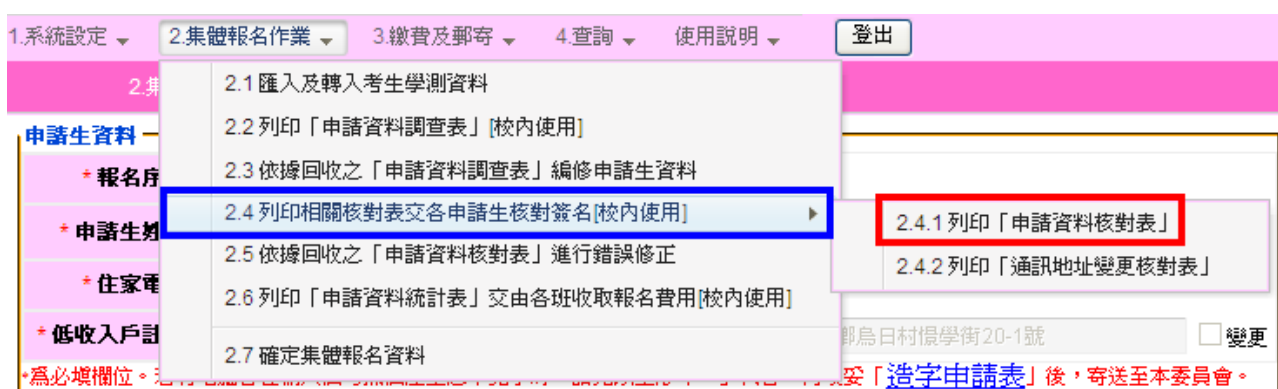 1.系統設定 2.集體報名作業 3.繳費及郵寄 4.查詢 使用說明 登出
2.集
2.1 匯入及轉入考生學測資料
申請生資料
2.2 列印「申請資料調查表」[校內使用]
*報名序
2.3 依據回收之「申請資料調查表」編修申請生資料
2.4 列印相關核對表交各申請生核對簽名[校內使用]
2.4.1 列印「申請資料核對表」
*申請生姓
2.5 依據回收之「申請資料核對表」進行錯誤修正
2.4.2 列印「通訊地址變更核對表」
*住家電
2.6 列印「申請資料統計表」交由各班收取報名費用[校內使用]
*低收入戶証
鄉烏日村慢學街20-1號 變更
2.7 確定集體報名資料
*為必填欄位。
妥「造字申請表」後，寄送至本委員會。